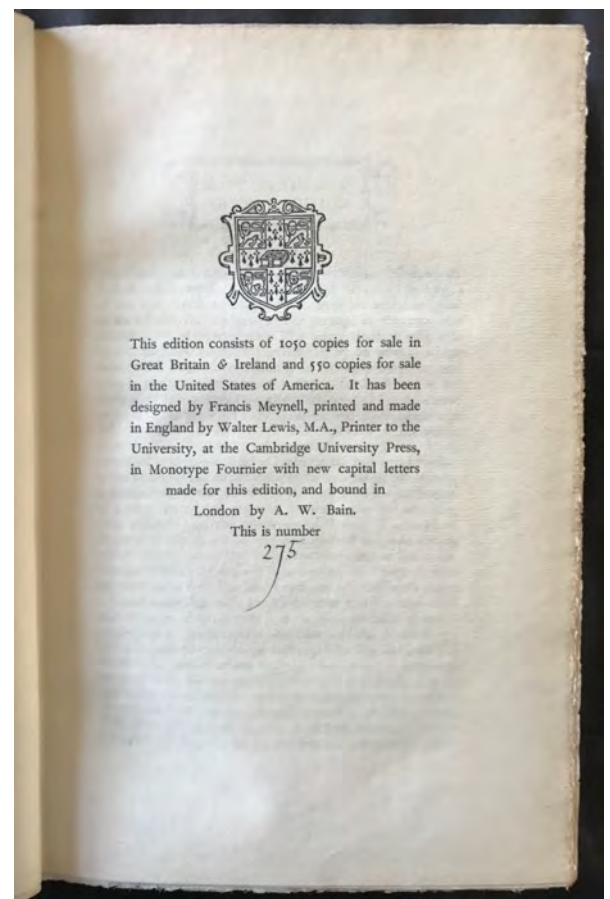 This edition consists of 1050 copies for sale in
Great Britain & Ireland and 550 copies for sale
in the United States of America. It has been
designed by Francis Meynell, printed and made
in England by Walter Lewis, M.A., Printer to the
University, at the Cambridge University Press,
in Monotype Fournier with new capital letters
made for this edition, and bound in
London by A. W. Bain.
This is number
275